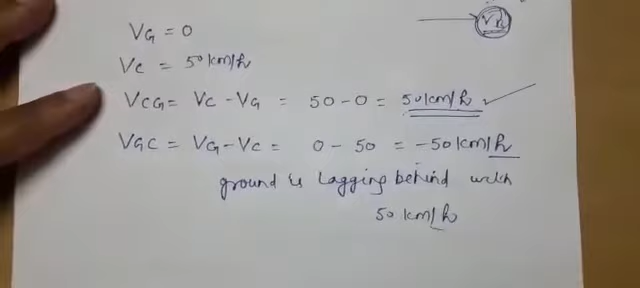 VG = 0
VC = 50 km/h
VCG = VC - VG = 50 - 0 = 50 km/h ✓
VGC = VG - VC = 0 - 50 = - 50 km/h
ground is lagging behind with
50 km/h